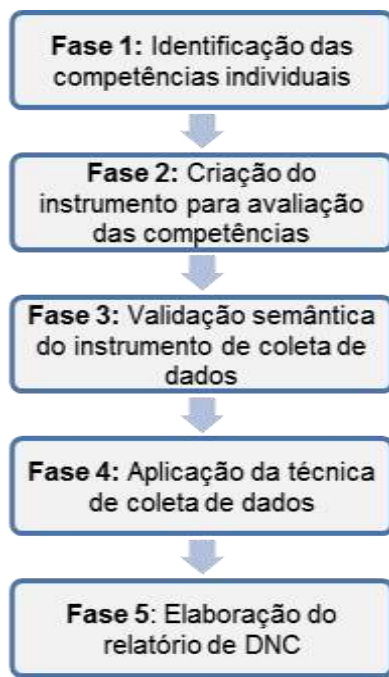 Fase 1: Identificação das
competências individuais
Fase 2: Criação do
instrumento para avaliação
das competências
Fase 3: Validação semântica
do instrumento de coleta de
dados
Fase 4: Aplicação da técnica
de coleta de dados
Fase 5: Elaboração do
relatório de DNC